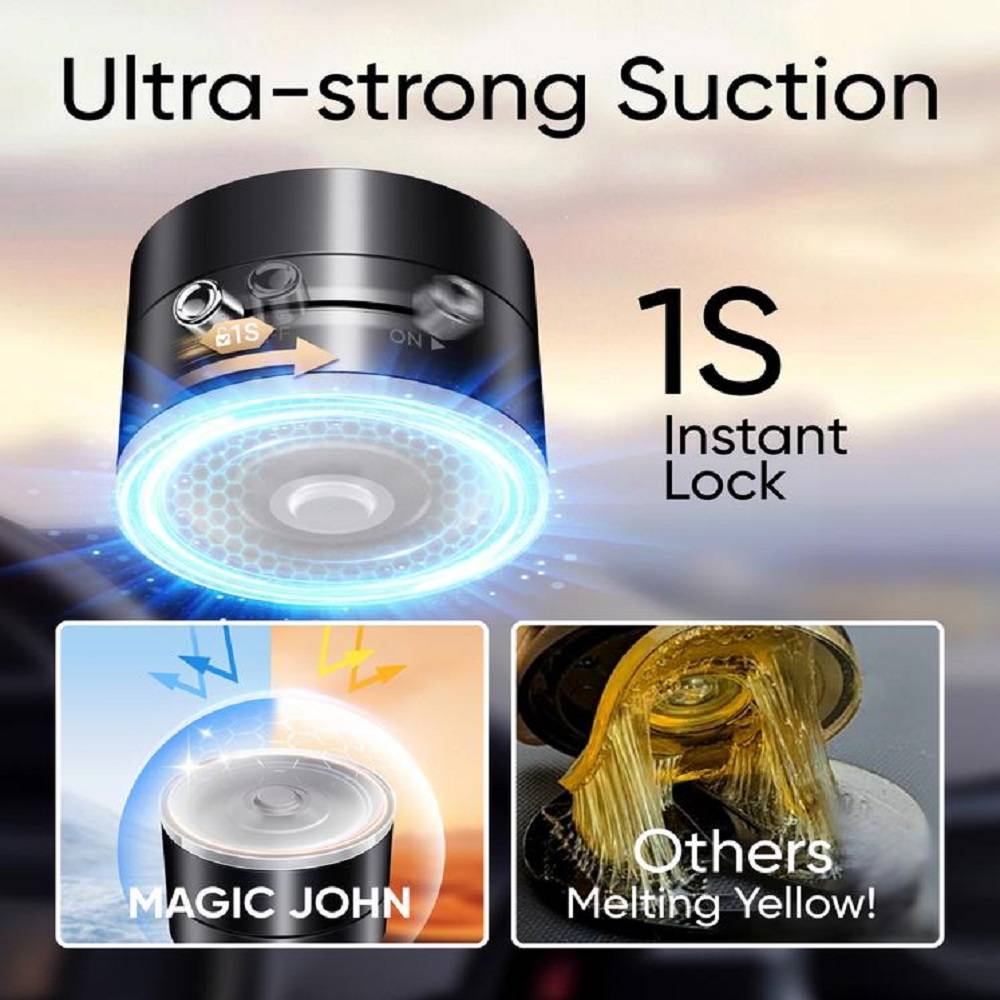 Ultra-strong Suction
1S
ON
1S
Instant
Lock
MAGIC JOHN
Others
Melting Yellow!